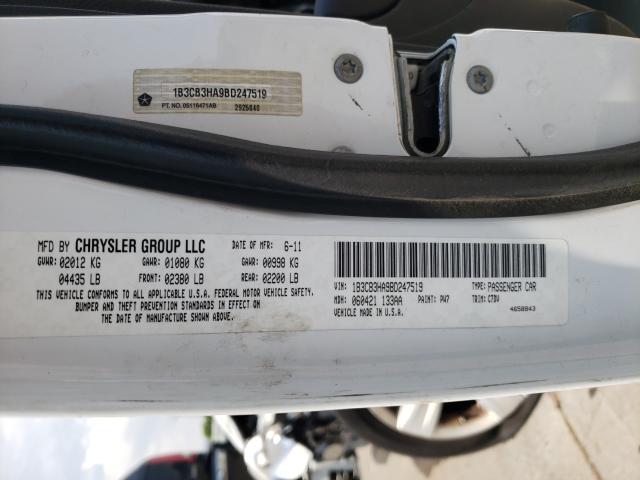 1B3CB3HA9BD247519
PT. NO. 05116471AB 2925840
MFD BY CHRYSLER GROUP LLC DATE OF MFR: 6-11
GVWR: 02012 KG GAWR: 01080 KG GAWR: 00998 KG
04435 LB FRONT: 02380 LB REAR: 02200 LB
THIS VEHICLE CONFORMS TO ALL APPLICABLE U.S.A. FEDERAL MOTOR VEHICLE SAFETY,
BUMPER AND THEFT PREVENTION STANDARDS IN EFFECT ON
THE DATE OF MANUFACTURE SHOWN ABOVE.
VIN: 1B3CB3HA9BD247519 TYPE: PASSENGER CAR
MDH: 060421 133AA PAINT: PW7 TRIM: C7DV
VEHICLE MADE IN U.S.A. 4658843